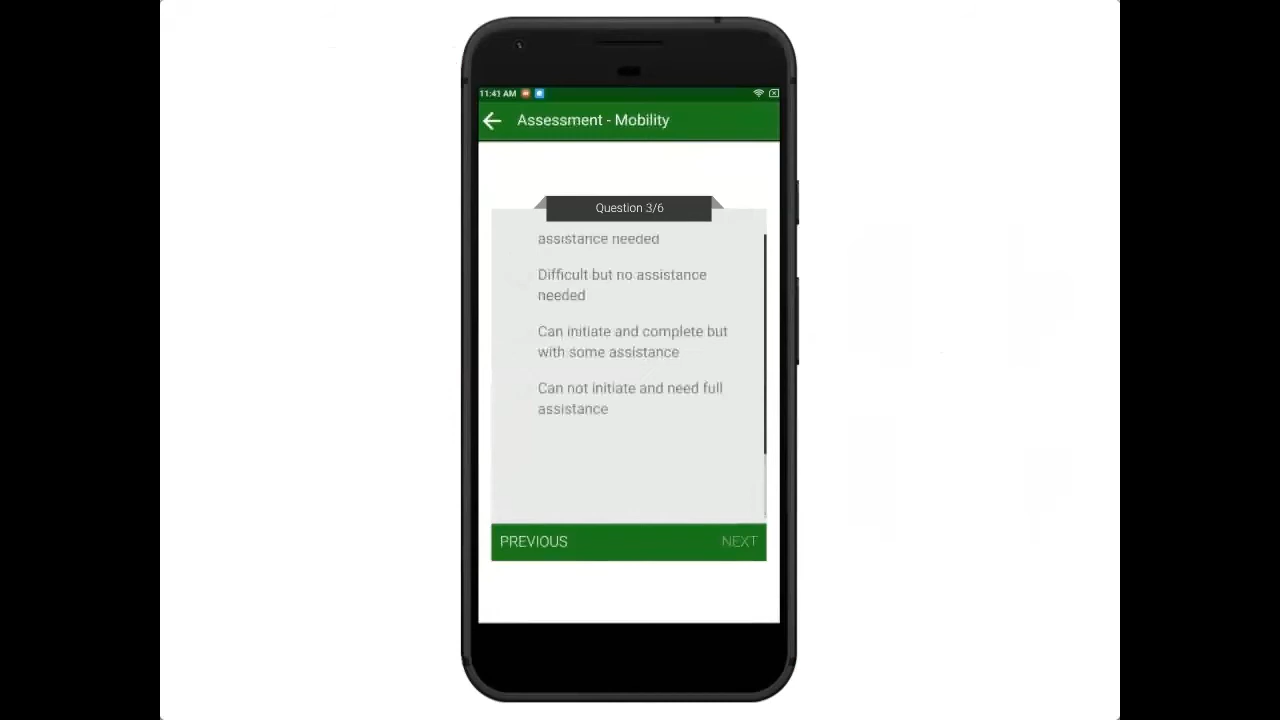 11:41 AM
Assessment - Mobility
Question 3/6
assistance needed
Difficult but no assistance
needed
Can initiate and complete but
with some assistance
Can not initiate and need full
assistance
PREVIOUS NEXT